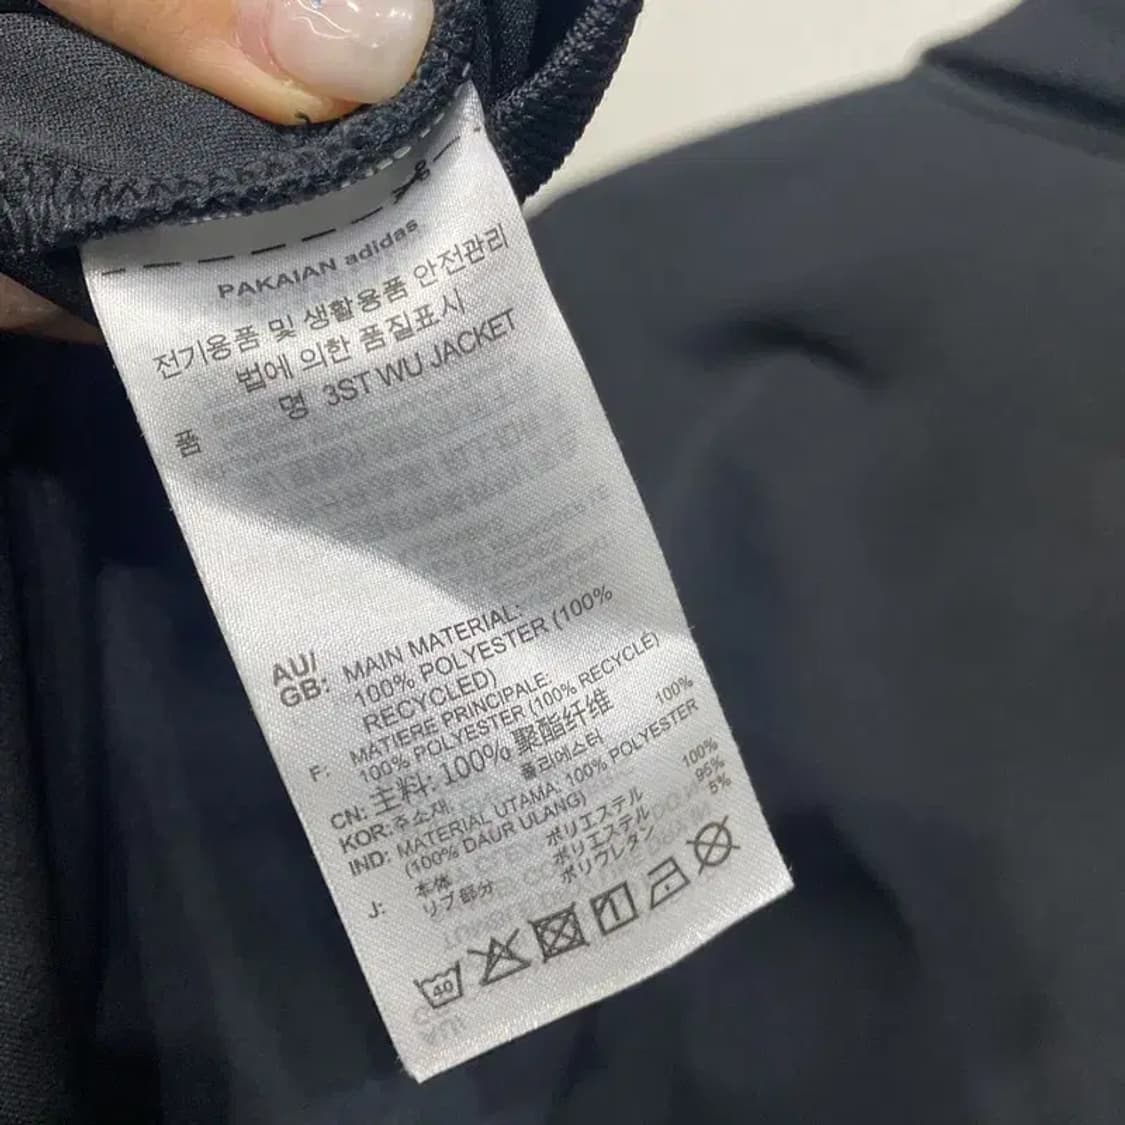 PAKAIAN adidas
전기용품 및 생활용품 안전관리
법에 의한 품질표시
품 명 3ST WU JACKET
AU/GB: MAIN MATERIAL:
100% POLYESTER (100%
RECYCLED)
F: MATIERE PRINCIPALE:
100% POLYESTER (100% RECYCLE)
CN: 主料: 100% 聚酯纤维
KOR: 주소재: 폴리에스터 100%
IND: MATERIAL UTAMA: 100% POLYESTER
(100% DAUR ULANG)
J: 本体 ポリエステル 100%
リブ部分 ポリエステル 95%
ポリウレタン 5%
40